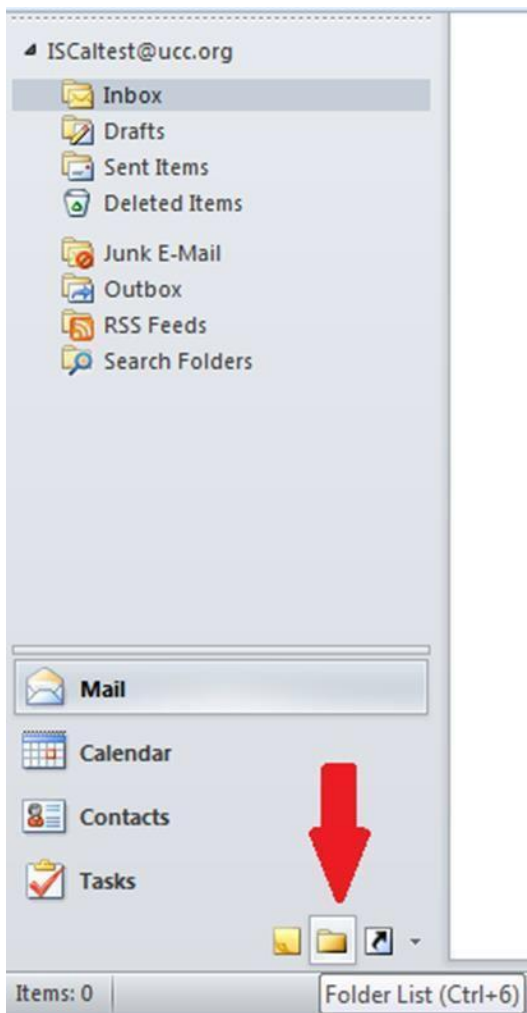 ISCaltest@ucc.org
Inbox
Drafts
Sent Items
Deleted Items
Junk E-Mail
Outbox
RSS Feeds
Search Folders
Mail
Calendar
Contacts
Tasks
Items: 0
Folder List (Ctrl+6)